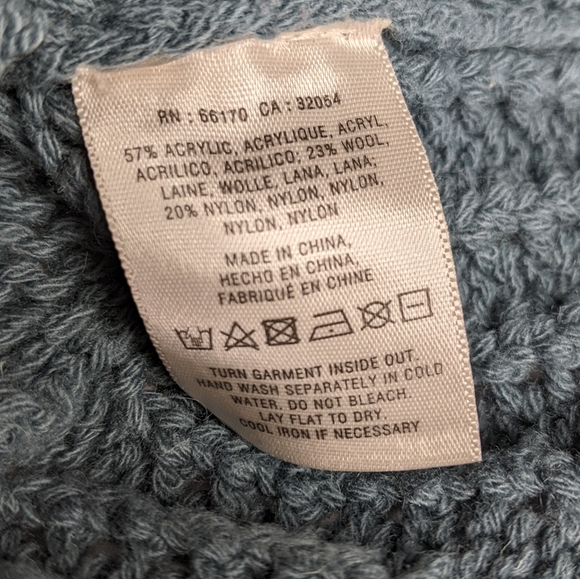 RN : 66170 CA : 32054
57% ACRYLIC, ACRYLIQUE, ACRYL,
ACRILICO, ACRILICO; 23% WOOL,
LAINE, WOLLE, LANA, LANA;
20% NYLON, NYLON, NYLON,
NYLON, NYLON
MADE IN CHINA,
HECHO EN CHINA,
FABRIQUÉ EN CHINE
TURN GARMENT INSIDE OUT.
HAND WASH SEPARATELY IN COLD
WATER. DO NOT BLEACH.
LAY FLAT TO DRY.
COOL IRON IF NECESSARY